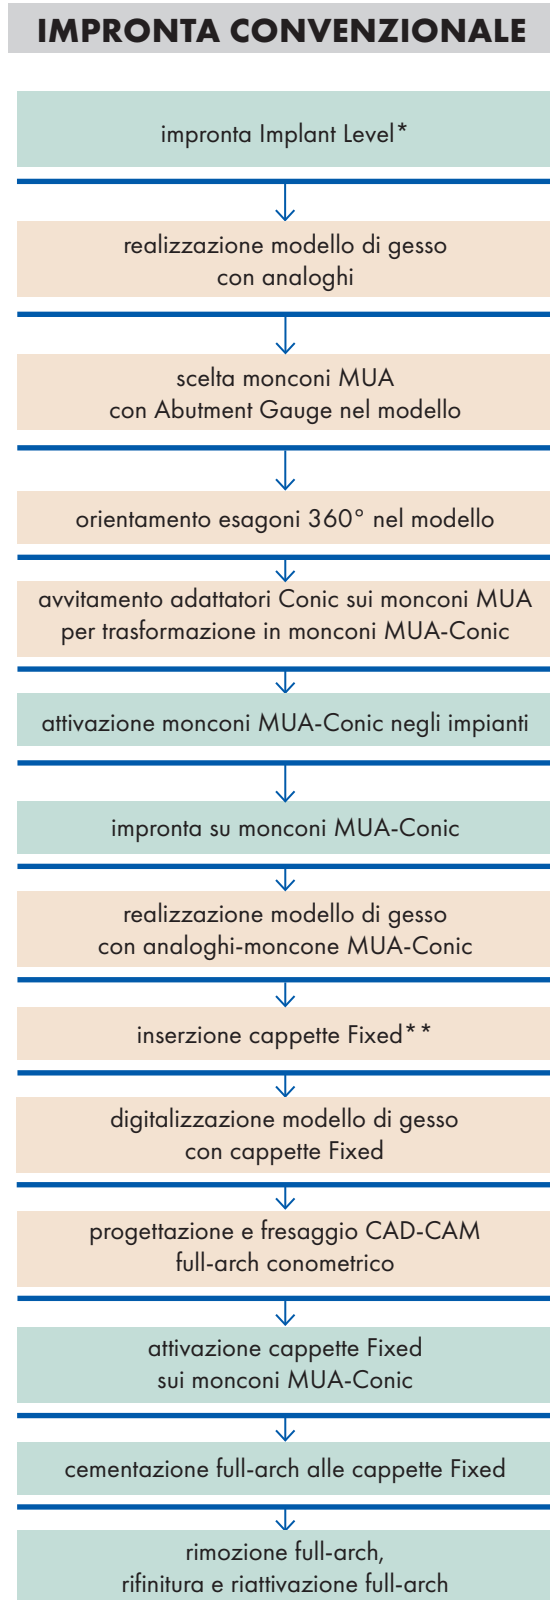 IMPRONTA CONVENZIONALE
impronta Implant Level*
realizzazione modello di gesso
con analoghi
scelta monconi MUA
con Abutment Gauge nel modello
orientamento esagoni 360° nel modello
avvitamento adattatori Conic sui monconi MUA
per trasformazione in monconi MUA-Conic
attivazione monconi MUA-Conic negli impianti
impronta su monconi MUA-Conic
realizzazione modello di gesso
con analoghi-moncone MUA-Conic
inserzione cappette Fixed**
digitalizzazione modello di gesso
con cappette Fixed
progettazione e fresaggio CAD-CAM
full-arch conometrico
attivazione cappette Fixed
sui monconi MUA-Conic
cementazione full-arch alle cappette Fixed
rimozione full-arch,
rifinitura e riattivazione full-arch